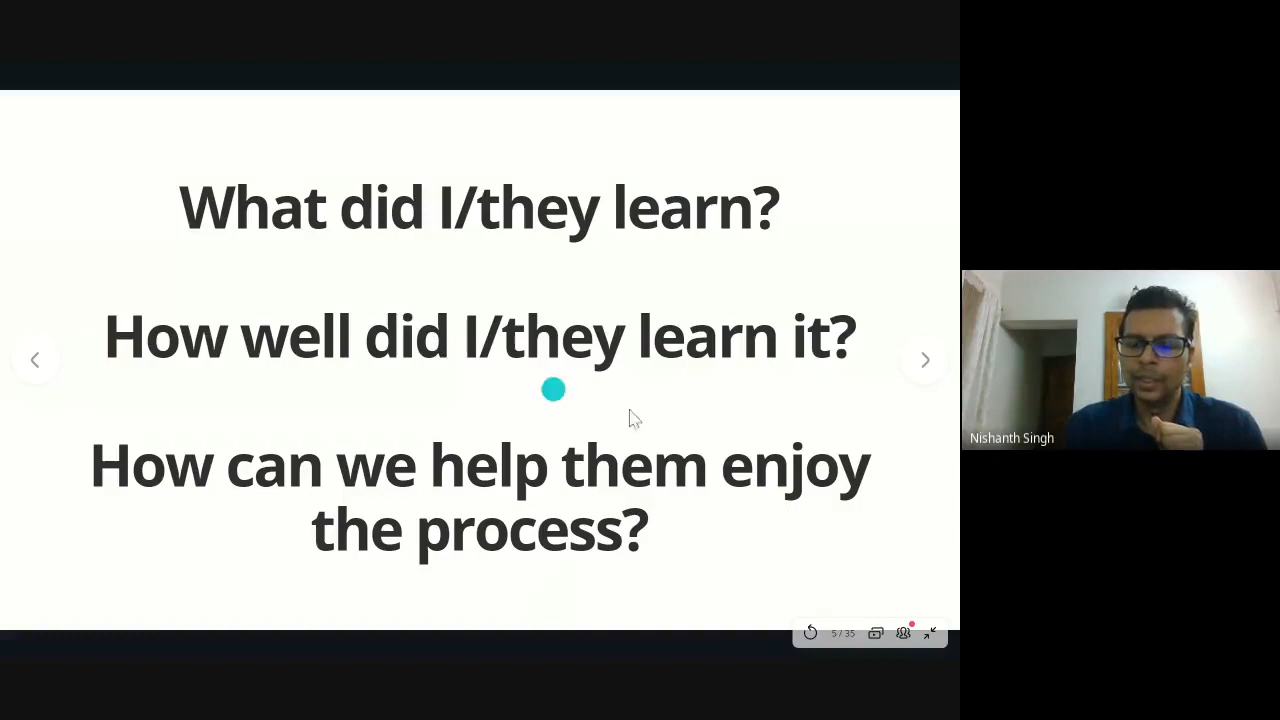 What did I/they learn?
How well did I/they learn it?
How can we help them enjoy
the process?
Nishanth Singh
5 / 35